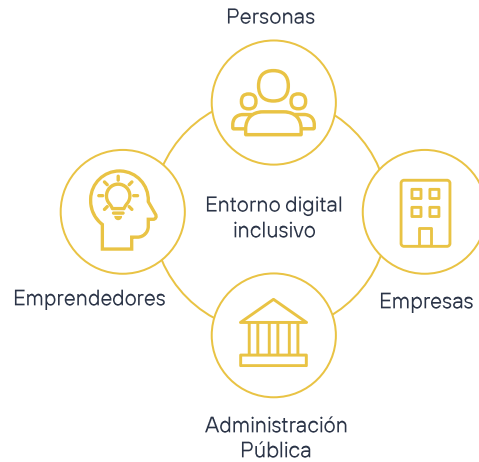 Personas
Entorno digital
inclusivo
Emprendedores
Empresas
Administración
Pública